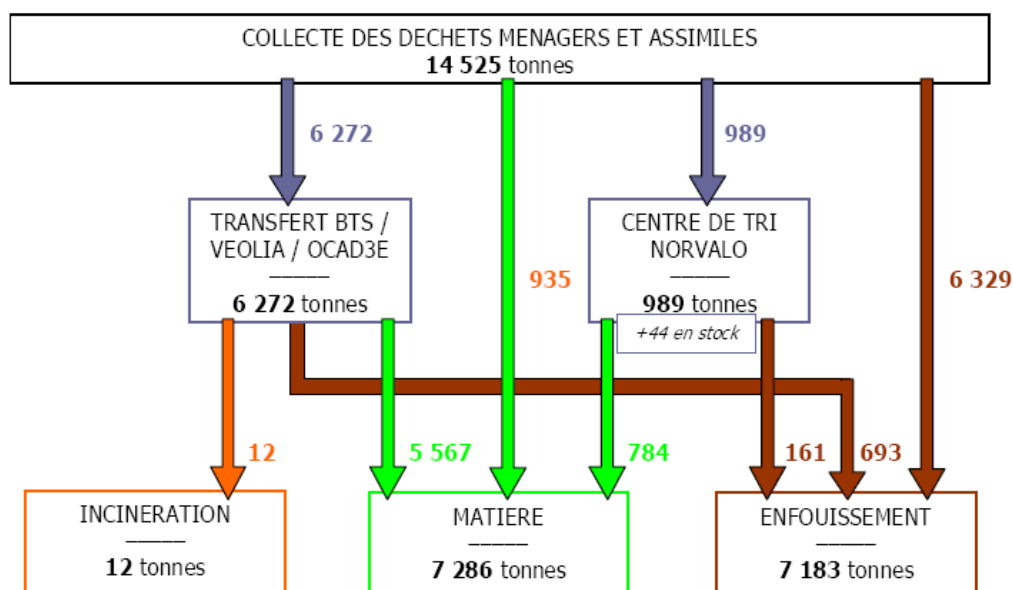 COLLECTE DES DECHETS MENAGERS ET ASSIMILES
14 525 tonnes
6 272
989
TRANSFERT BTS /
VEOLIA / OCAD3E
6 272 tonnes
935
CENTRE DE TRI
NORVALO
989 tonnes
+44 en stock
6 329
12
5 567
784
161
693
INCINERATION
12 tonnes
MATIERE
7 286 tonnes
ENFOUISSEMENT
7 183 tonnes